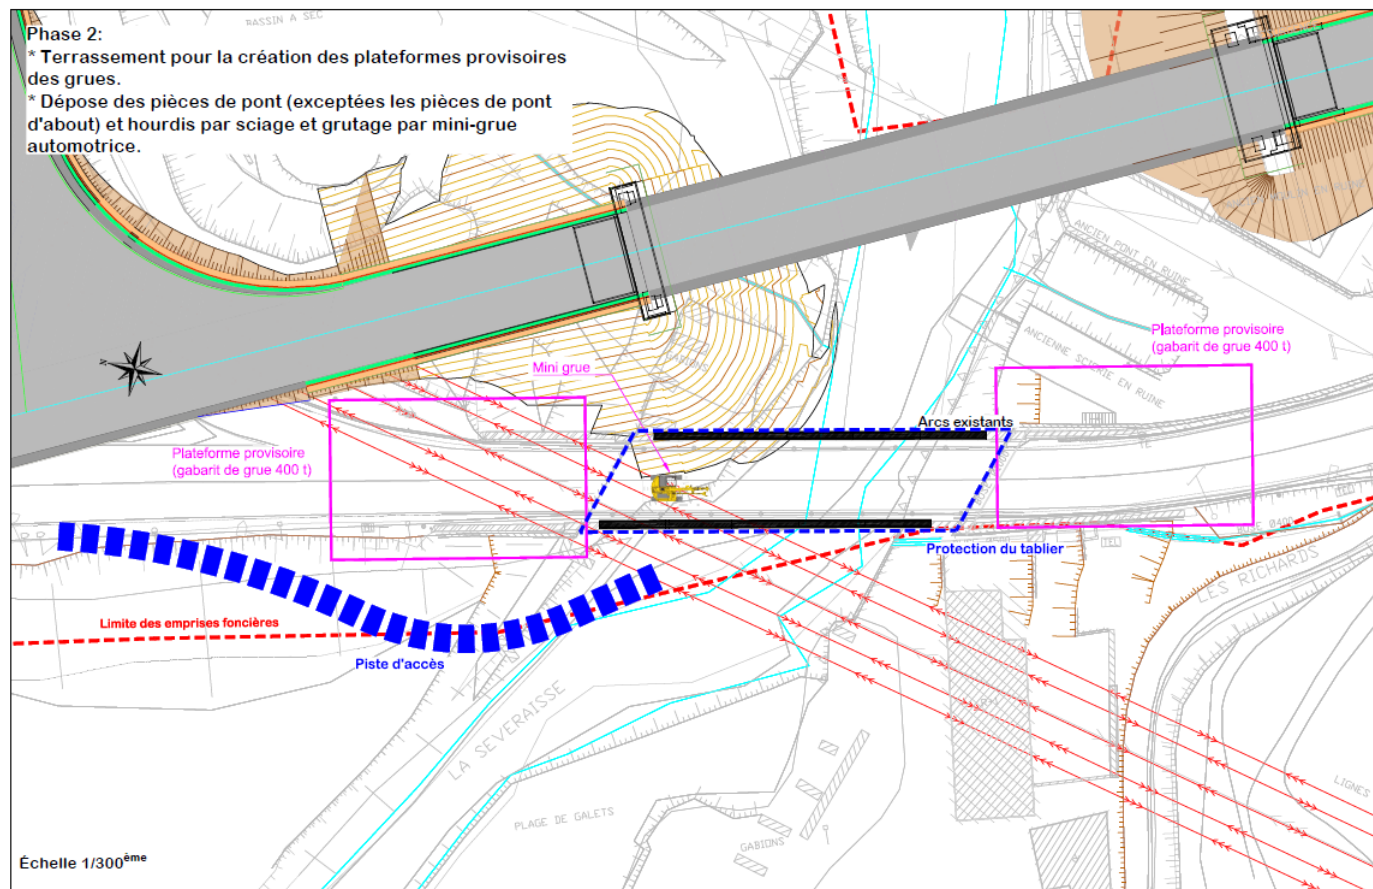 BASSIN A SEC
Phase 2:
* Terrassement pour la création des plateformes provisoires
des grues.
* Dépose des pièces de pont (exceptées les pièces de pont
d'about) et hourdis par sciage et grutage par mini-grue
automotrice.
ANCIEN PONT EN RUINE
Plateforme provisoire
(gabarit de grue 400 t)
ANCIENNE SCIERIE EN RUINE
GABIONS
Mini grue
Arcs existants
Plateforme provisoire
(gabarit de grue 400 t)
Protection du tablier
LES RICHARDS
Limite des emprises foncières
Piste d'accès
LA SEVERAISSE
LIGNES
PLAGE DE GALETS
GABIONS
Échelle 1/300ème